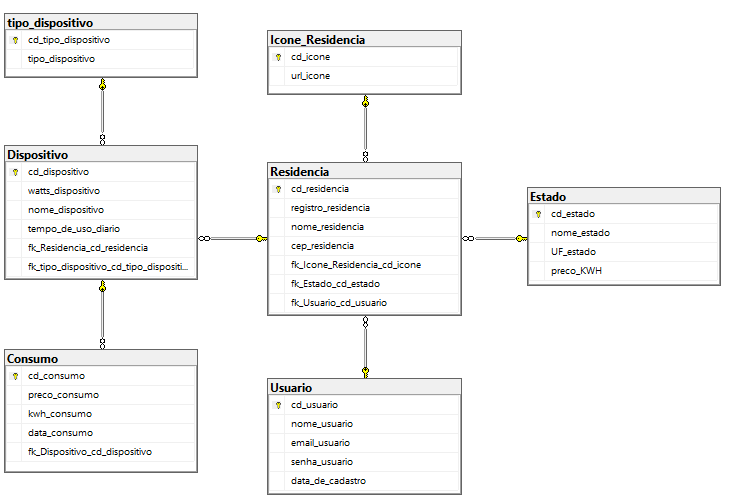 tipo_dispositivo
cd_tipo_dispositivo
tipo_dispositivo
Icone_Residencia
cd_icone
url_icone
Dispositivo
cd_dispositivo
watts_dispositivo
nome_dispositivo
tempo_de_uso_diario
fk_Residencia_cd_residencia
fk_tipo_dispositivo_cd_tipo_dispositi...
Residencia
cd_residencia
registro_residencia
nome_residencia
cep_residencia
fk_Icone_Residencia_cd_icone
fk_Estado_cd_estado
fk_Usuario_cd_usuario
Estado
cd_estado
nome_estado
UF_estado
preco_KWH
Consumo
cd_consumo
preco_consumo
kwh_consumo
data_consumo
fk_Dispositivo_cd_dispositivo
Usuario
cd_usuario
nome_usuario
email_usuario
senha_usuario
data_de_cadastro